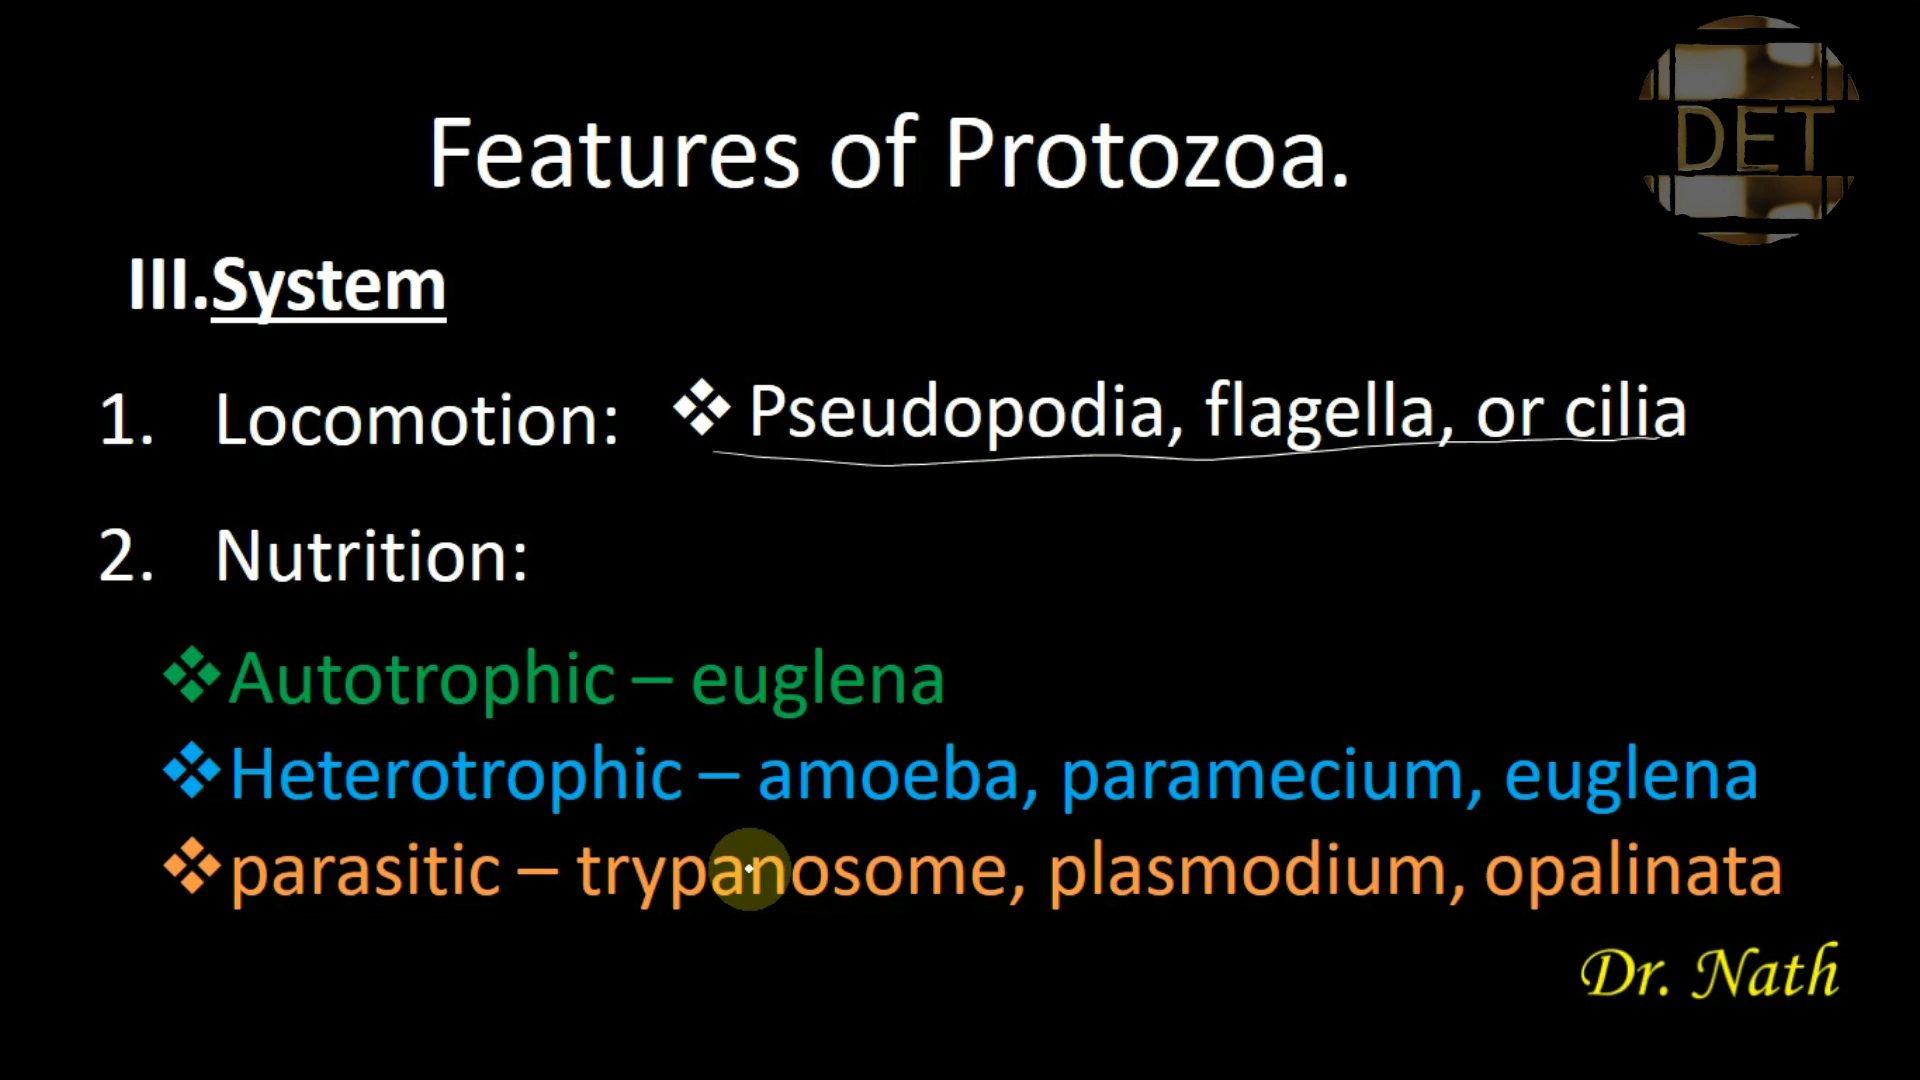 DET
Features of Protozoa.
III.System
1. Locomotion: ❖ Pseudopodia, flagella, or cilia
2. Nutrition:
❖Autotrophic – euglena
❖Heterotrophic – amoeba, paramecium, euglena
❖parasitic – trypanosome, plasmodium, opalinata
Dr. Nath